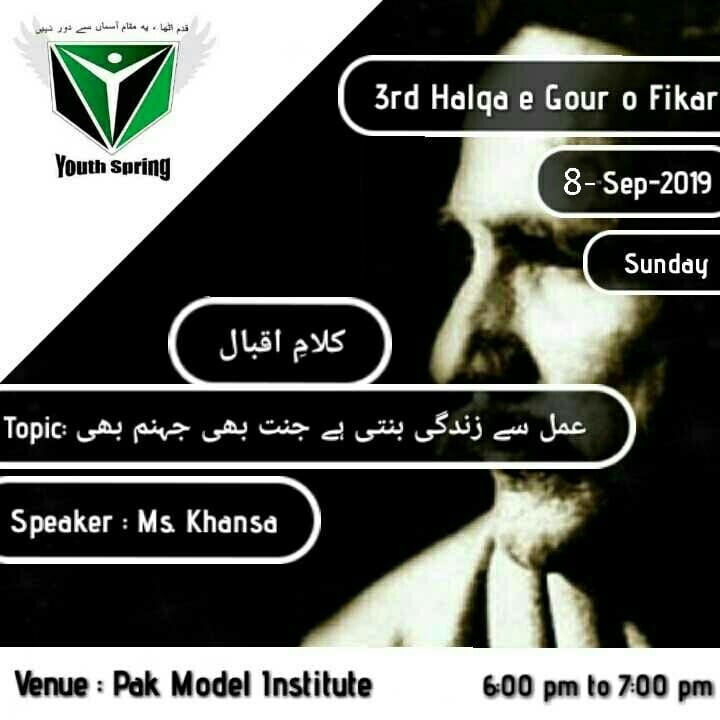 قدم اٹھا ، یہ مقام آسماں سے دور نہیں
Youth Spring
3rd Halqa e Gour o Fikar
8-Sep-2019
Sunday
کلامِ اقبال
Topic: عمل سے زندگی بنتی ہے جنت بھی جہنم بھی
Speaker : Ms. Khansa
Venue : Pak Model Institute
6:00 pm to 7:00 pm